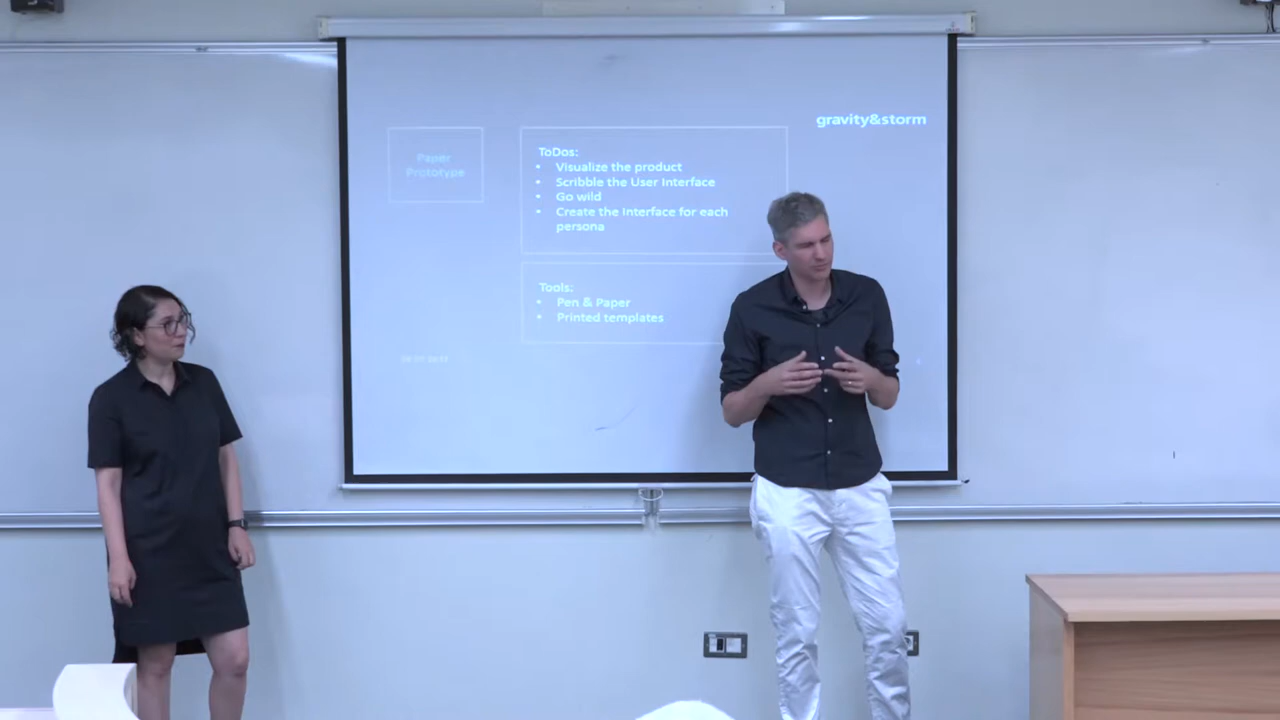 gravity&storm
Paper
Prototype
ToDos:
• Visualize the product
• Scribble the User Interface
• Go wild
• Create the Interface for each
persona
Tools:
• Pen & Paper
• Printed templates